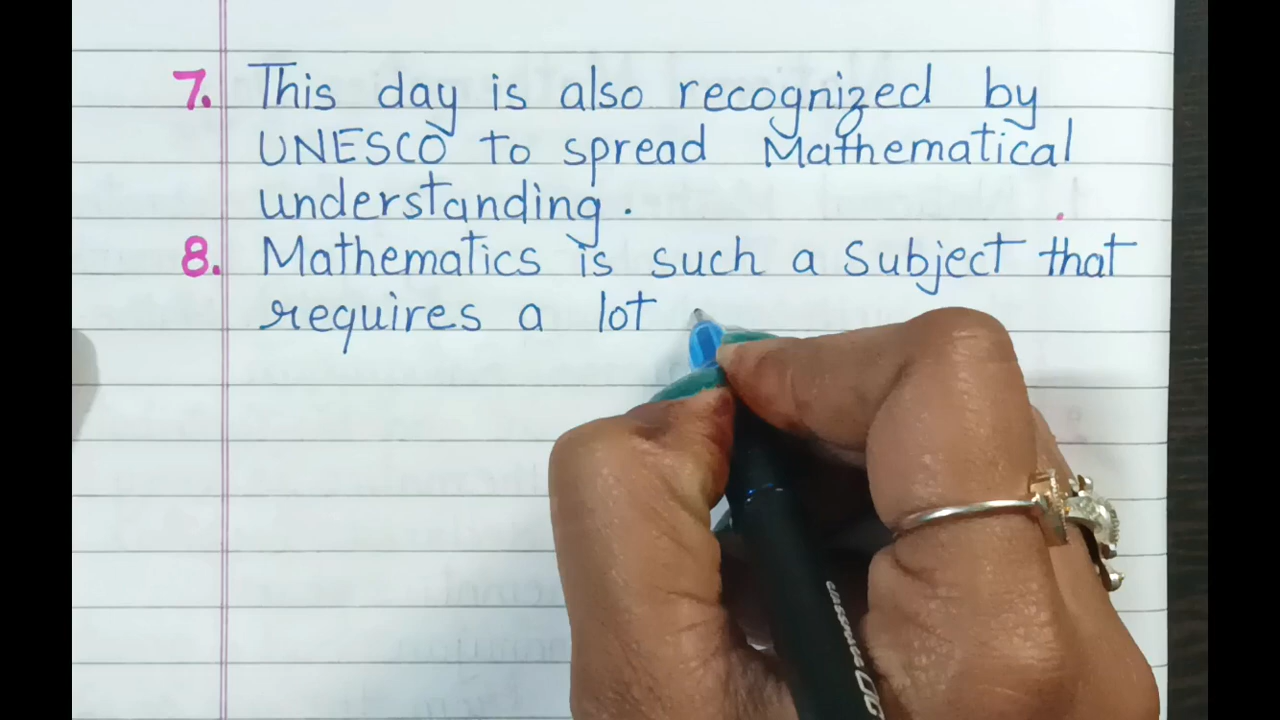 7. This day is also recognized by
UNESCO to spread Mathematical
understanding.
8. Mathematics is such a Subject that
requires a lot